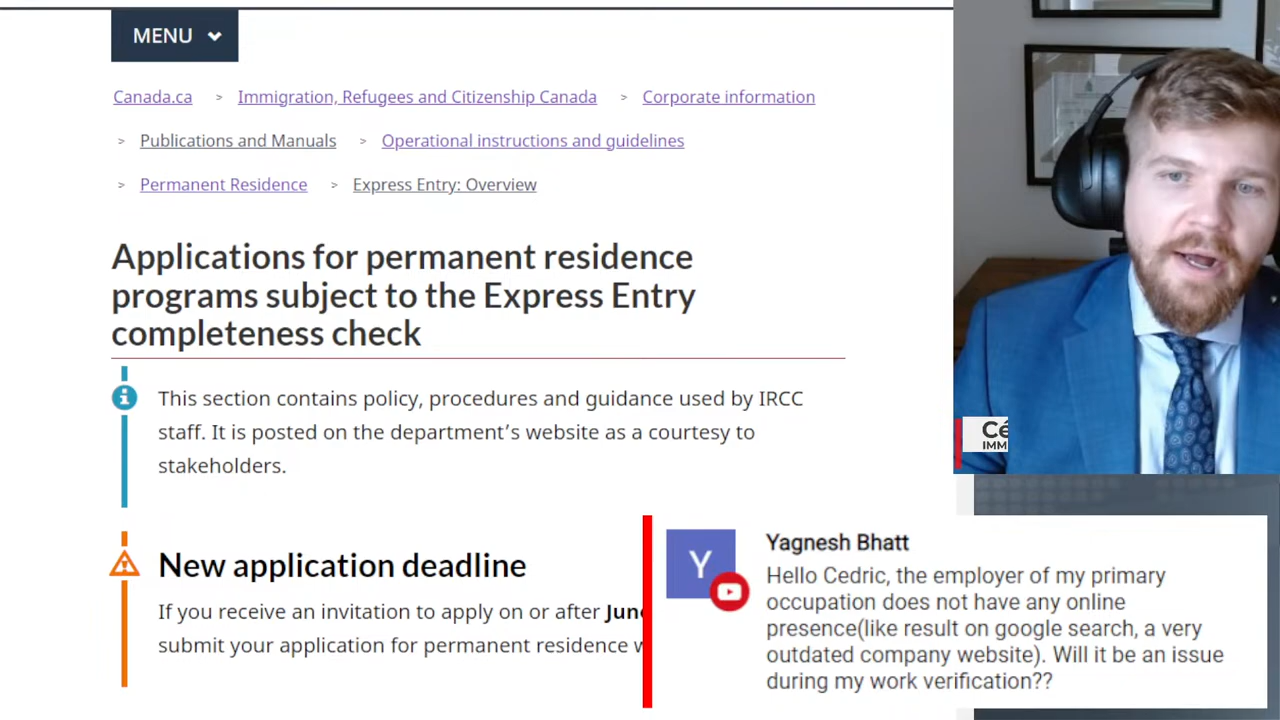 MENU
Canada.ca > Immigration, Refugees and Citizenship Canada > Corporate information
> Publications and Manuals > Operational instructions and guidelines
> Permanent Residence > Express Entry: Overview
Applications for permanent residence
programs subject to the Express Entry
completeness check
This section contains policy, procedures and guidance used by IRCC
staff. It is posted on the department's website as a courtesy to
stakeholders.
New application deadline
If you receive an invitation to apply on or after June
submit your application for permanent residence
Cé
IMM
Y
Yagnesh Bhatt
Hello Cedric, the employer of my primary
occupation does not have any online
presence(like result on google search, a very
outdated company website). Will it be an issue
during my work verification??